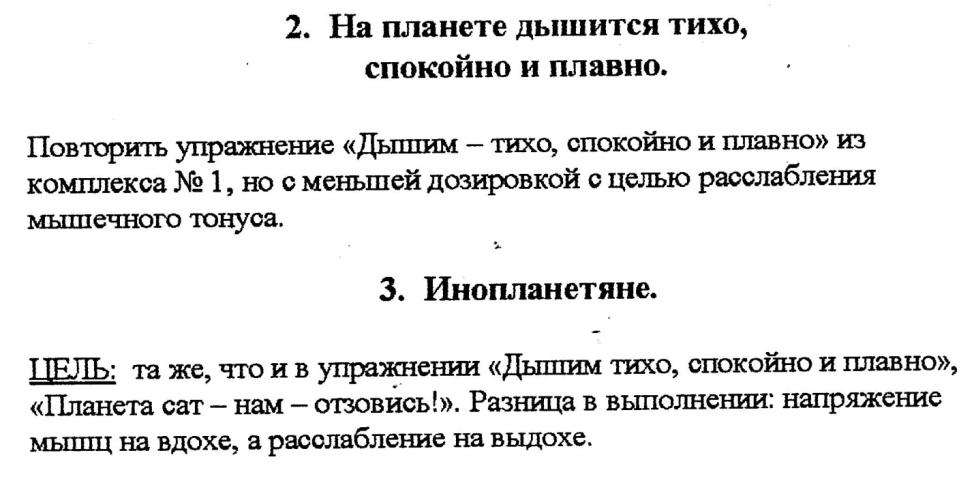 2. На планете дышится тихо,
спокойно и плавно.
Повторить упражнение «Дышим – тихо, спокойно и плавно» из
комплекса № 1, но с меньшей дозировкой с целью расслабления
мышечного тонуса.
3. Инопланетяне.
ЦЕЛЬ: та же, что и в упражнении «Дышим тихо, спокойно и плавно»,
«Планета сат – нам – отзовись!». Разница в выполнении: напряжение
мышц на вдохе, а расслабление на выдохе.